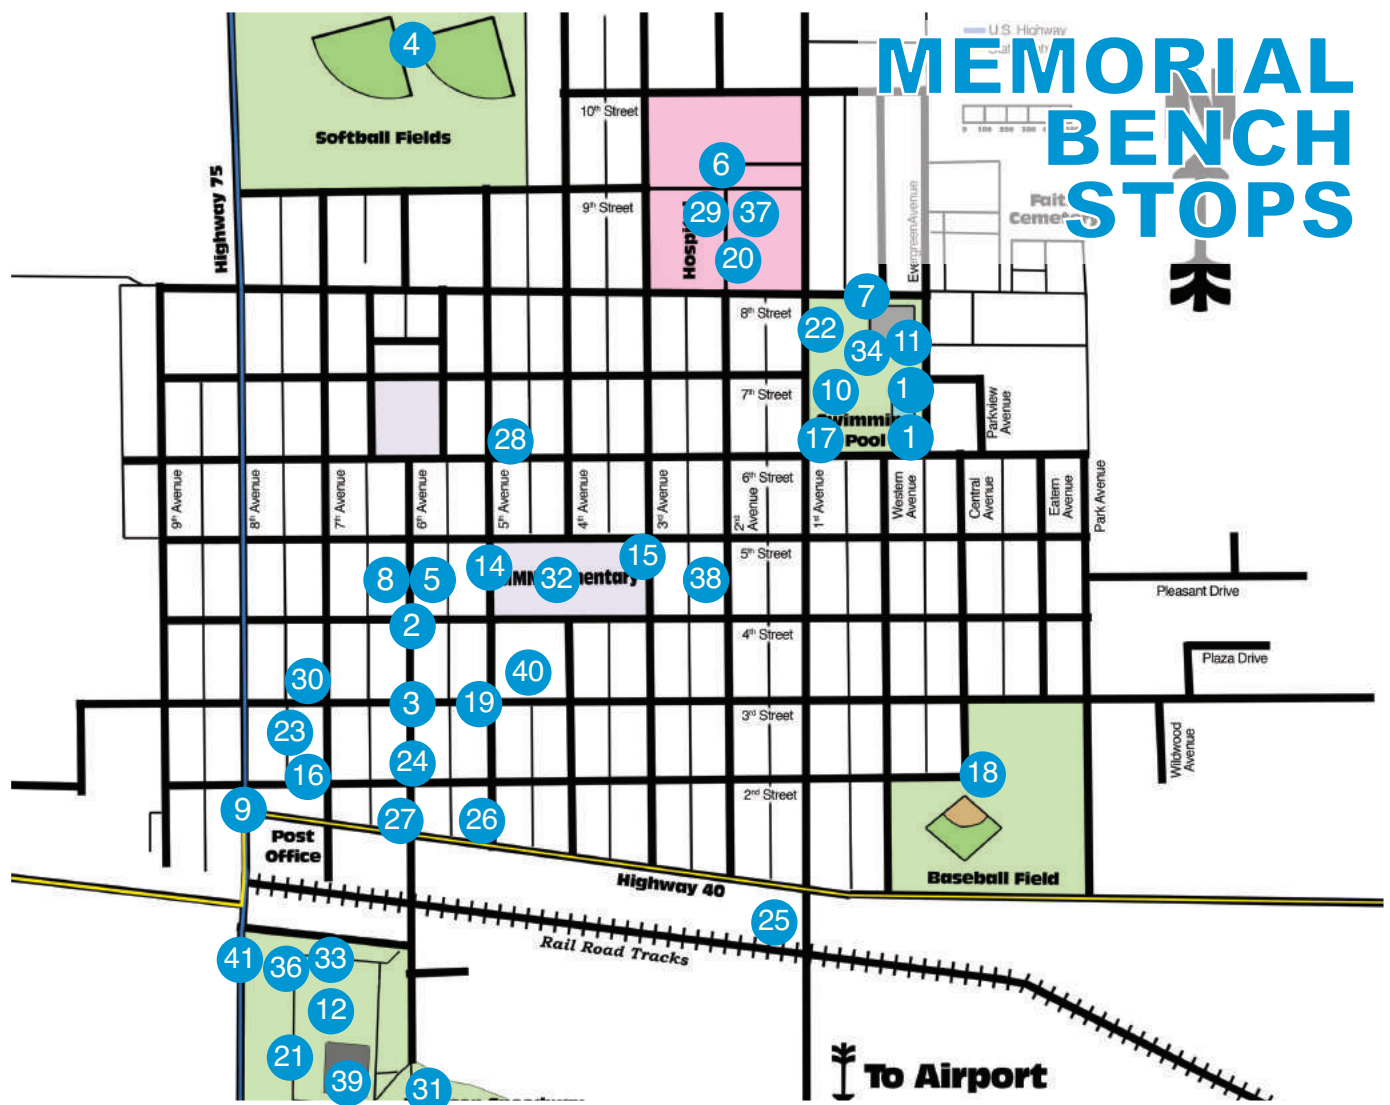 MEMORIAL
BENCH
STOPS
U.S. Highway
4
Softball Fields
Highway 75
10th Street
6
9th Street
29
37
Hospi
20
Evergreen Avenue
Cemetery
7
8th Street
22
11
34
7th Street
10
1
Swimmin
Pool
17
1
Parkview
Avenue
28
6th Street
9th Avenue
8th Avenue
7th Avenue
6th Avenue
5th Avenue
4th Avenue
3rd Avenue
2nd
Avenue
1st Avenue
Western
Avenue
Central
Avenue
Eatern
Avenue
Park Avenue
5th Street
8
5
14
32
mentary
15
38
Pleasant Drive
2
4th Street
Plaza Drive
30
40
3
19
3rd Street
23
24
16
18
Wildwood
Avenue
2nd Street
9
27
26
Post
Office
Highway 40
Baseball Field
25
Rail Road Tracks
41
36
33
12
21
39
31
To Airport